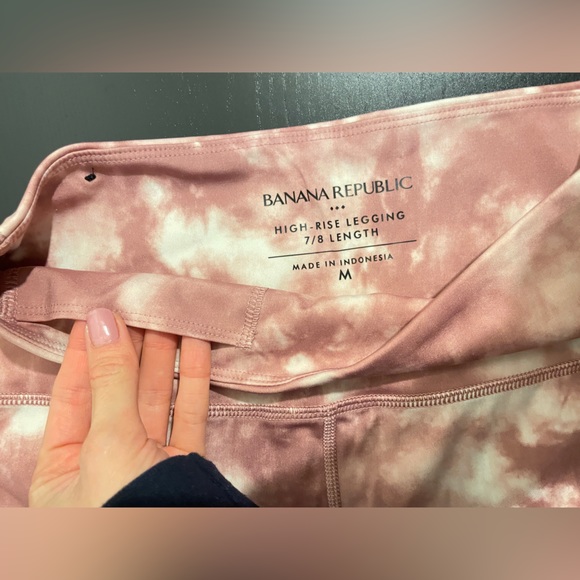 BANANA REPUBLIC
•••
HIGH-RISE LEGGING
7/8 LENGTH
MADE IN INDONESIA
M